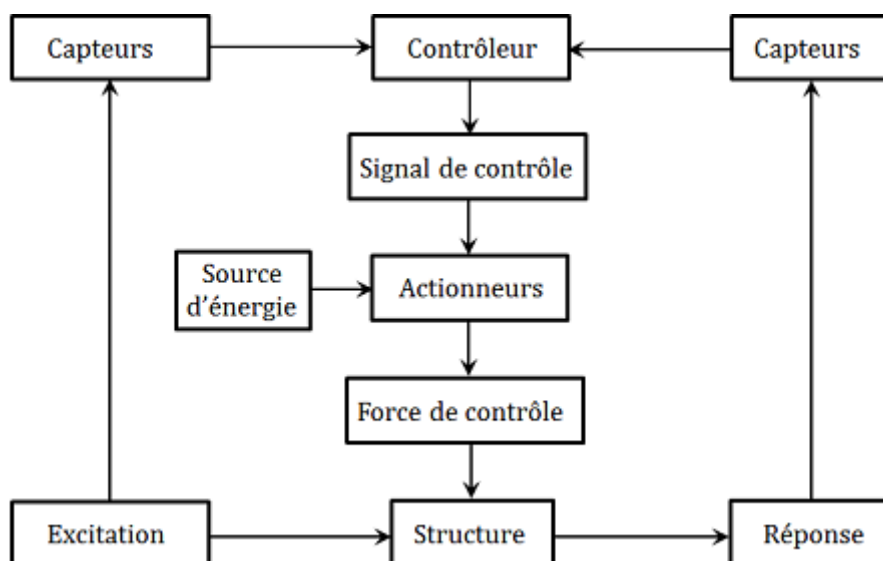 Capteurs
Contrôleur
Capteurs
Signal de contrôle
Source
d’énergie
Actionneurs
Force de contrôle
Excitation
Structure
Réponse